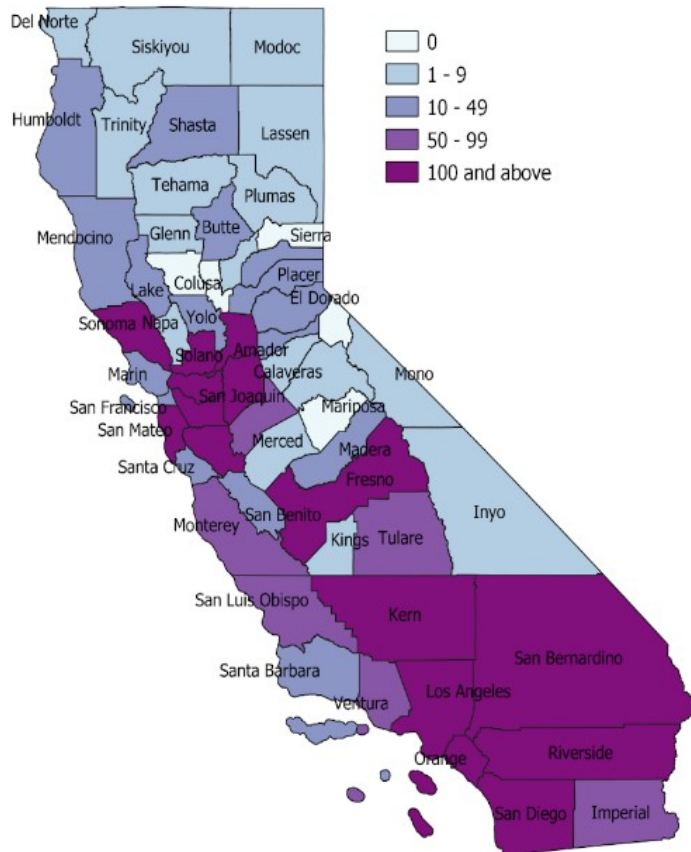 Del Norte
Siskiyou
Modoc
0
1 - 9
10 - 49
50 - 99
100 and above
Humboldt
Trinity
Shasta
Lassen
Tehama
Plumas
Mendocino
Glenn
Butte
Sierra
Colusa
Placer
Lake
El Dorado
Sonoma
Napa
Yolo
Solano
Amador
Marin
Calaveras
Mono
San Francisco
San Joaquin
San Mateo
Mariposa
Merced
Madera
Santa Cruz
Fresno
Monterey
San Benito
Inyo
Kings
Tulare
San Luis Obispo
Kern
Santa Barbara
San Bernardino
Ventura
Los Angeles
Orange
Riverside
San Diego
Imperial